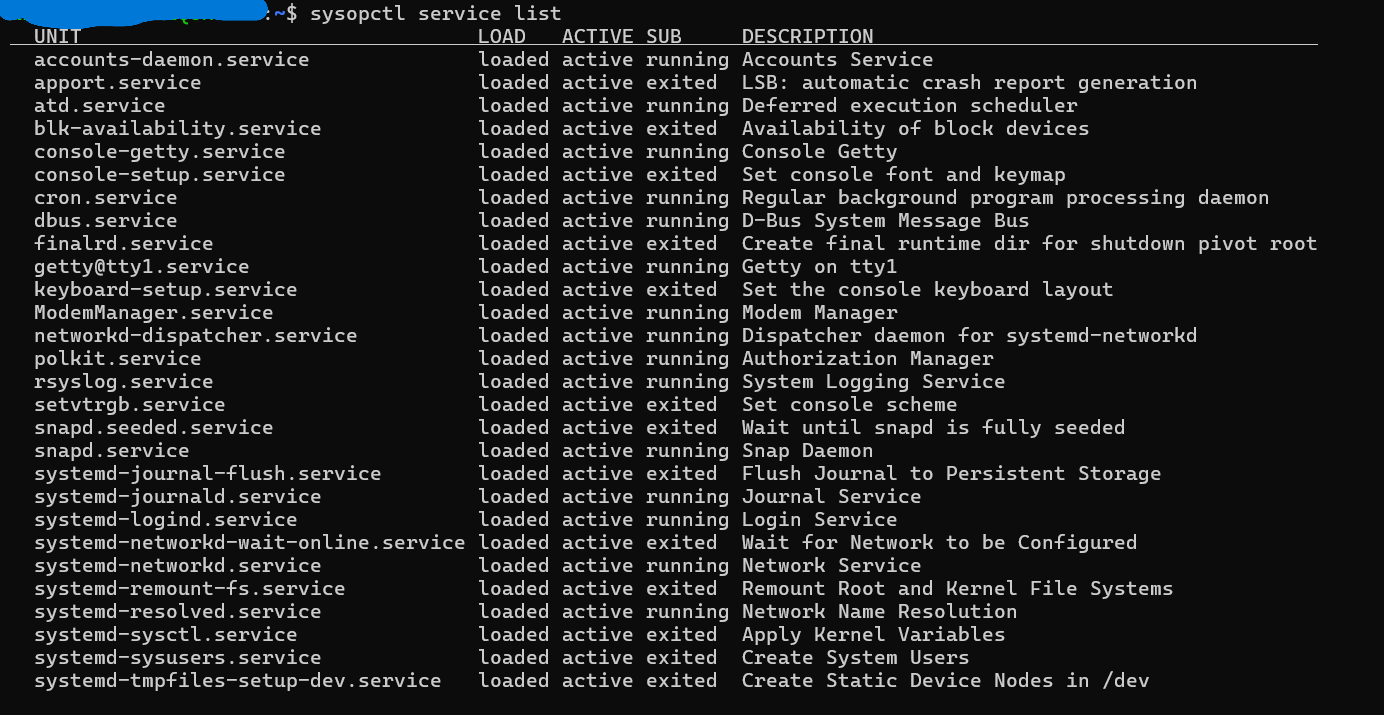 :~$ sysopctl service list
UNIT LOAD ACTIVE SUB DESCRIPTION
accounts-daemon.service loaded active running Accounts Service
apport.service loaded active exited LSB: automatic crash report generation
atd.service loaded active running Deferred execution scheduler
blk-availability.service loaded active exited Availability of block devices
console-getty.service loaded active running Console Getty
console-setup.service loaded active exited Set console font and keymap
cron.service loaded active running Regular background program processing daemon
dbus.service loaded active running D-Bus System Message Bus
finalrd.service loaded active exited Create final runtime dir for shutdown pivot root
getty@tty1.service loaded active running Getty on tty1
keyboard-setup.service loaded active exited Set the console keyboard layout
ModemManager.service loaded active running Modem Manager
networkd-dispatcher.service loaded active running Dispatcher daemon for systemd-networkd
polkit.service loaded active running Authorization Manager
rsyslog.service loaded active running System Logging Service
setvtrgb.service loaded active exited Set console scheme
snapd.seeded.service loaded active exited Wait until snapd is fully seeded
snapd.service loaded active running Snap Daemon
systemd-journal-flush.service loaded active exited Flush Journal to Persistent Storage
systemd-journald.service loaded active running Journal Service
systemd-logind.service loaded active running Login Service
systemd-networkd-wait-online.service loaded active exited Wait for Network to be Configured
systemd-networkd.service loaded active running Network Service
systemd-remount-fs.service loaded active exited Remount Root and Kernel File Systems
systemd-resolved.service loaded active running Network Name Resolution
systemd-sysctl.service loaded active exited Apply Kernel Variables
systemd-sysusers.service loaded active exited Create System Users
systemd-tmpfiles-setup-dev.service loaded active exited Create Static Device Nodes in /dev